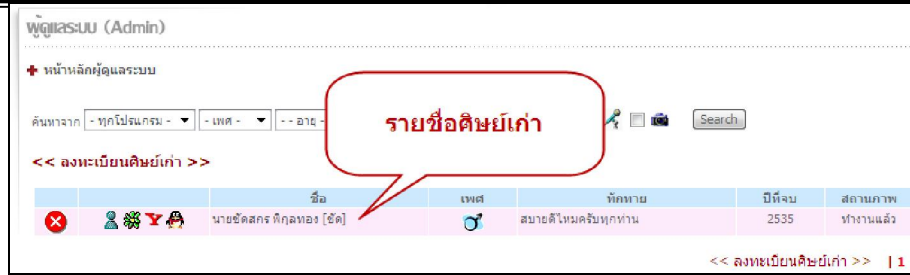 ผู้ดูแลระบบ (Admin)
หน้าหลักผู้ดูแลระบบ
ค้นหาจาก - ทุกโปรแกรม - - เพศ - - - อายุ - Search
รายชื่อศิษย์เก่า
<< ลงทะเบียนศิษย์เก่า >>
ชื่อ เพศ ทักทาย ปีที่จบ สถานภาพ
นายชัดสกร พิกุลทอง [ชัด] สบายดีไหมครับทุกท่าน 2535 ทำงานแล้ว
<< ลงทะเบียนศิษย์เก่า >> | 1